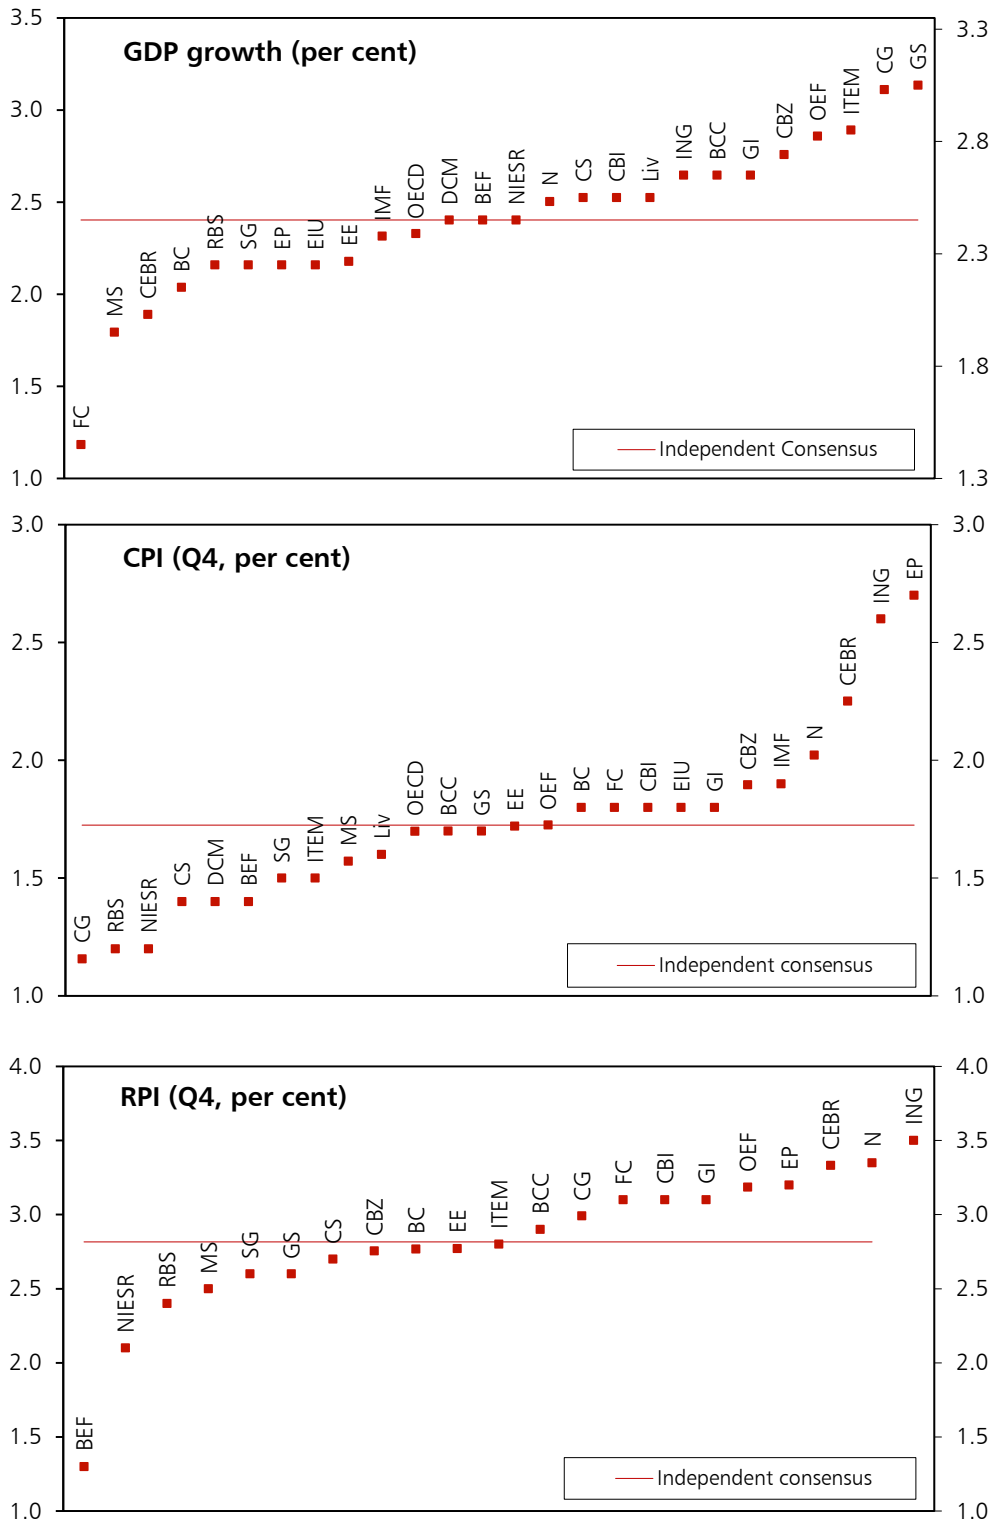 GDP growth (per cent)
3.5
3.0
2.5
2.0
1.5
1.0
3.3
2.8
2.3
1.8
1.3
FC
MS
CEBR
BC
RBS
SG
EP
EIU
EE
IMF
OECD
DCM
BEF
NIESR
N
CS
CBI
Liv
ING
BCC
GI
CBZ
OEF
ITEM
CG
GS
Independent Consensus
CPI (Q4, per cent)
3.0
2.5
2.0
1.5
1.0
3.0
2.5
2.0
1.5
1.0
CG
RBS
NIESR
CS
DCM
BEF
SG
ITEM
MS
Liv
OECD
BCC
GS
EE
OEF
BC
FC
CBI
EIU
GI
CBZ
IMF
N
CEBR
ING
EP
Independent consensus
RPI (Q4, per cent)
4.0
3.5
3.0
2.5
2.0
1.5
1.0
4.0
3.5
3.0
2.5
2.0
1.5
1.0
BEF
NIESR
RBS
MS
SG
GS
CS
CBZ
BC
EE
ITEM
BCC
CG
FC
CBI
GI
OEF
EP
CEBR
N
ING
Independent consensus